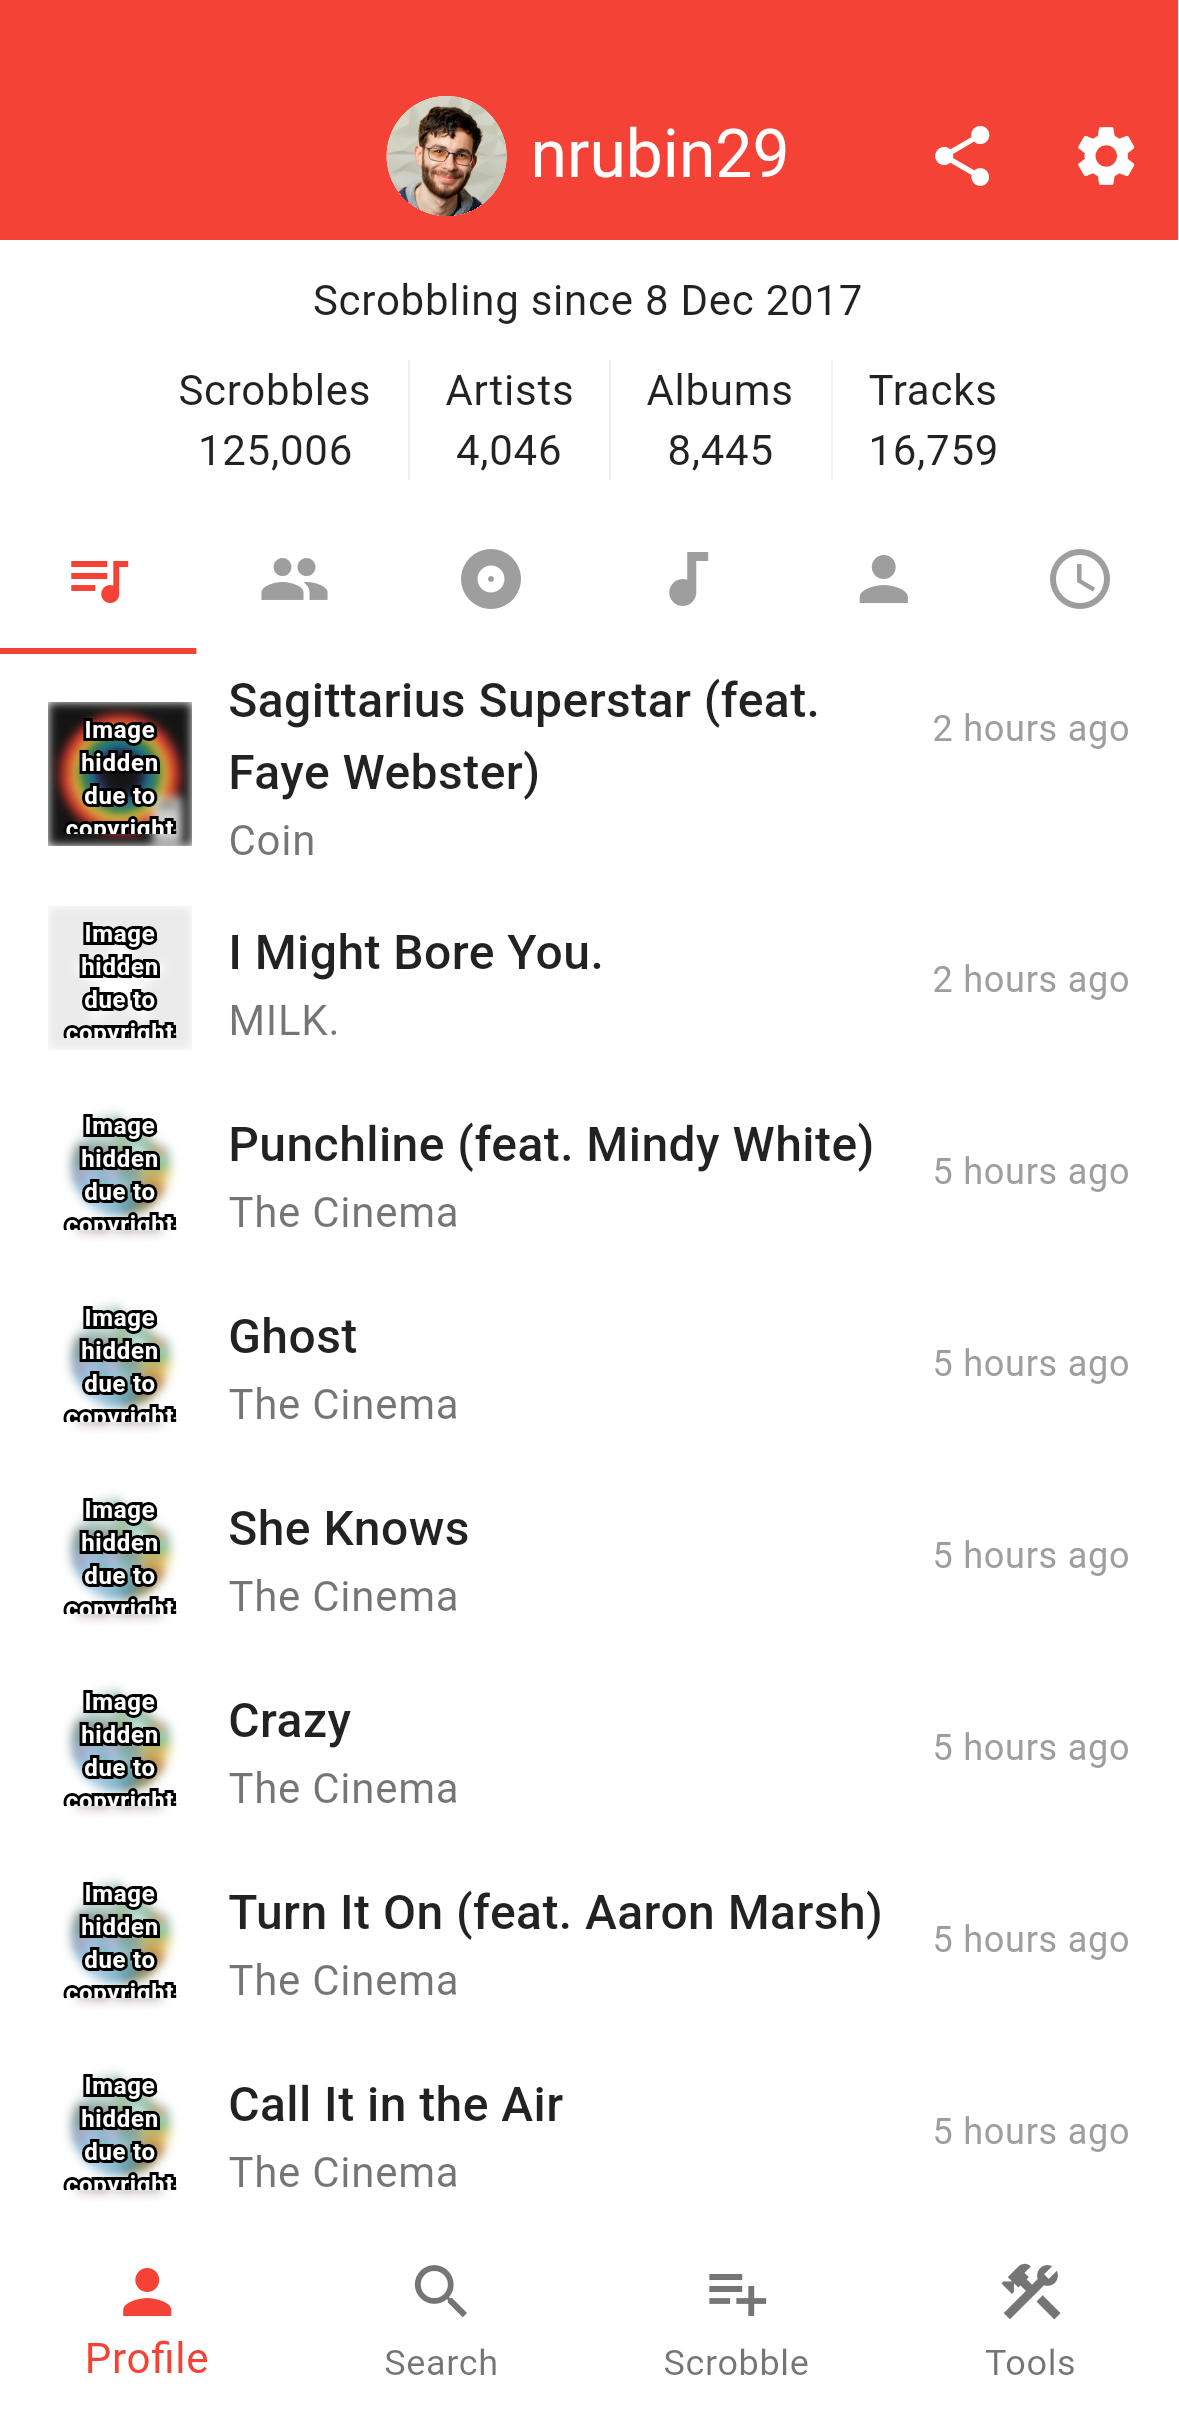 nrubin29
Scrobbling since 8 Dec 2017
Scrobbles Artists Albums Tracks
125,006 4,046 8,445 16,759
Image
hidden
due to
copyright
Sagittarius Superstar (feat.
Faye Webster)
Coin
2 hours ago
Image
hidden
due to
copyright
I Might Bore You.
MILK.
2 hours ago
Image
hidden
due to
copyright
Punchline (feat. Mindy White)
The Cinema
5 hours ago
Image
hidden
due to
copyright
Ghost
The Cinema
5 hours ago
Image
hidden
due to
copyright
She Knows
The Cinema
5 hours ago
Image
hidden
due to
copyright
Crazy
The Cinema
5 hours ago
Image
hidden
due to
copyright
Turn It On (feat. Aaron Marsh)
The Cinema
5 hours ago
Image
hidden
due to
copyright
Call It in the Air
The Cinema
5 hours ago
Profile Search Scrobble Tools